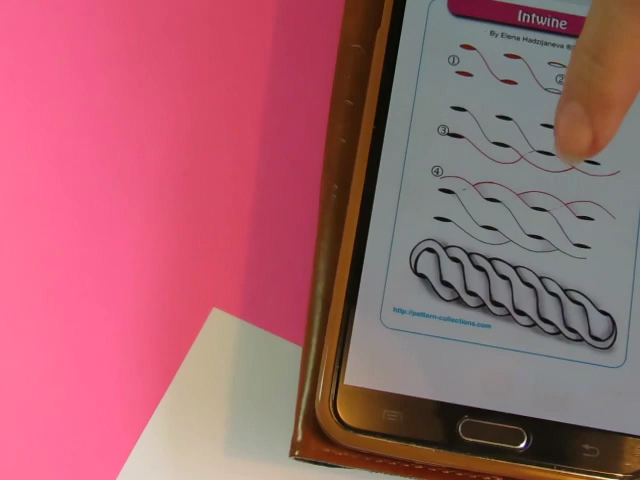 Intwine
By Elena Hadzijaneva ®
①
②
③
④
http://pattern-collections.com